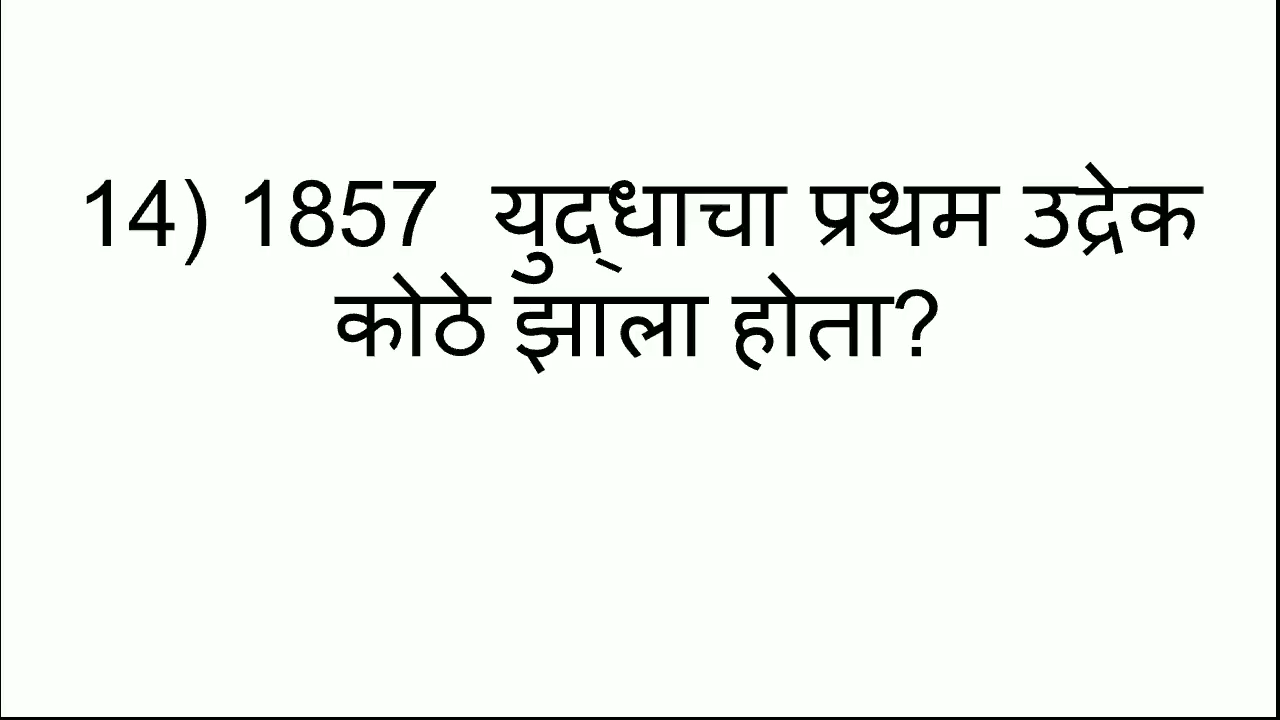 14) 1857 युद्‌धाचा प्रथम उद्रेक
कोठे झाला होता?